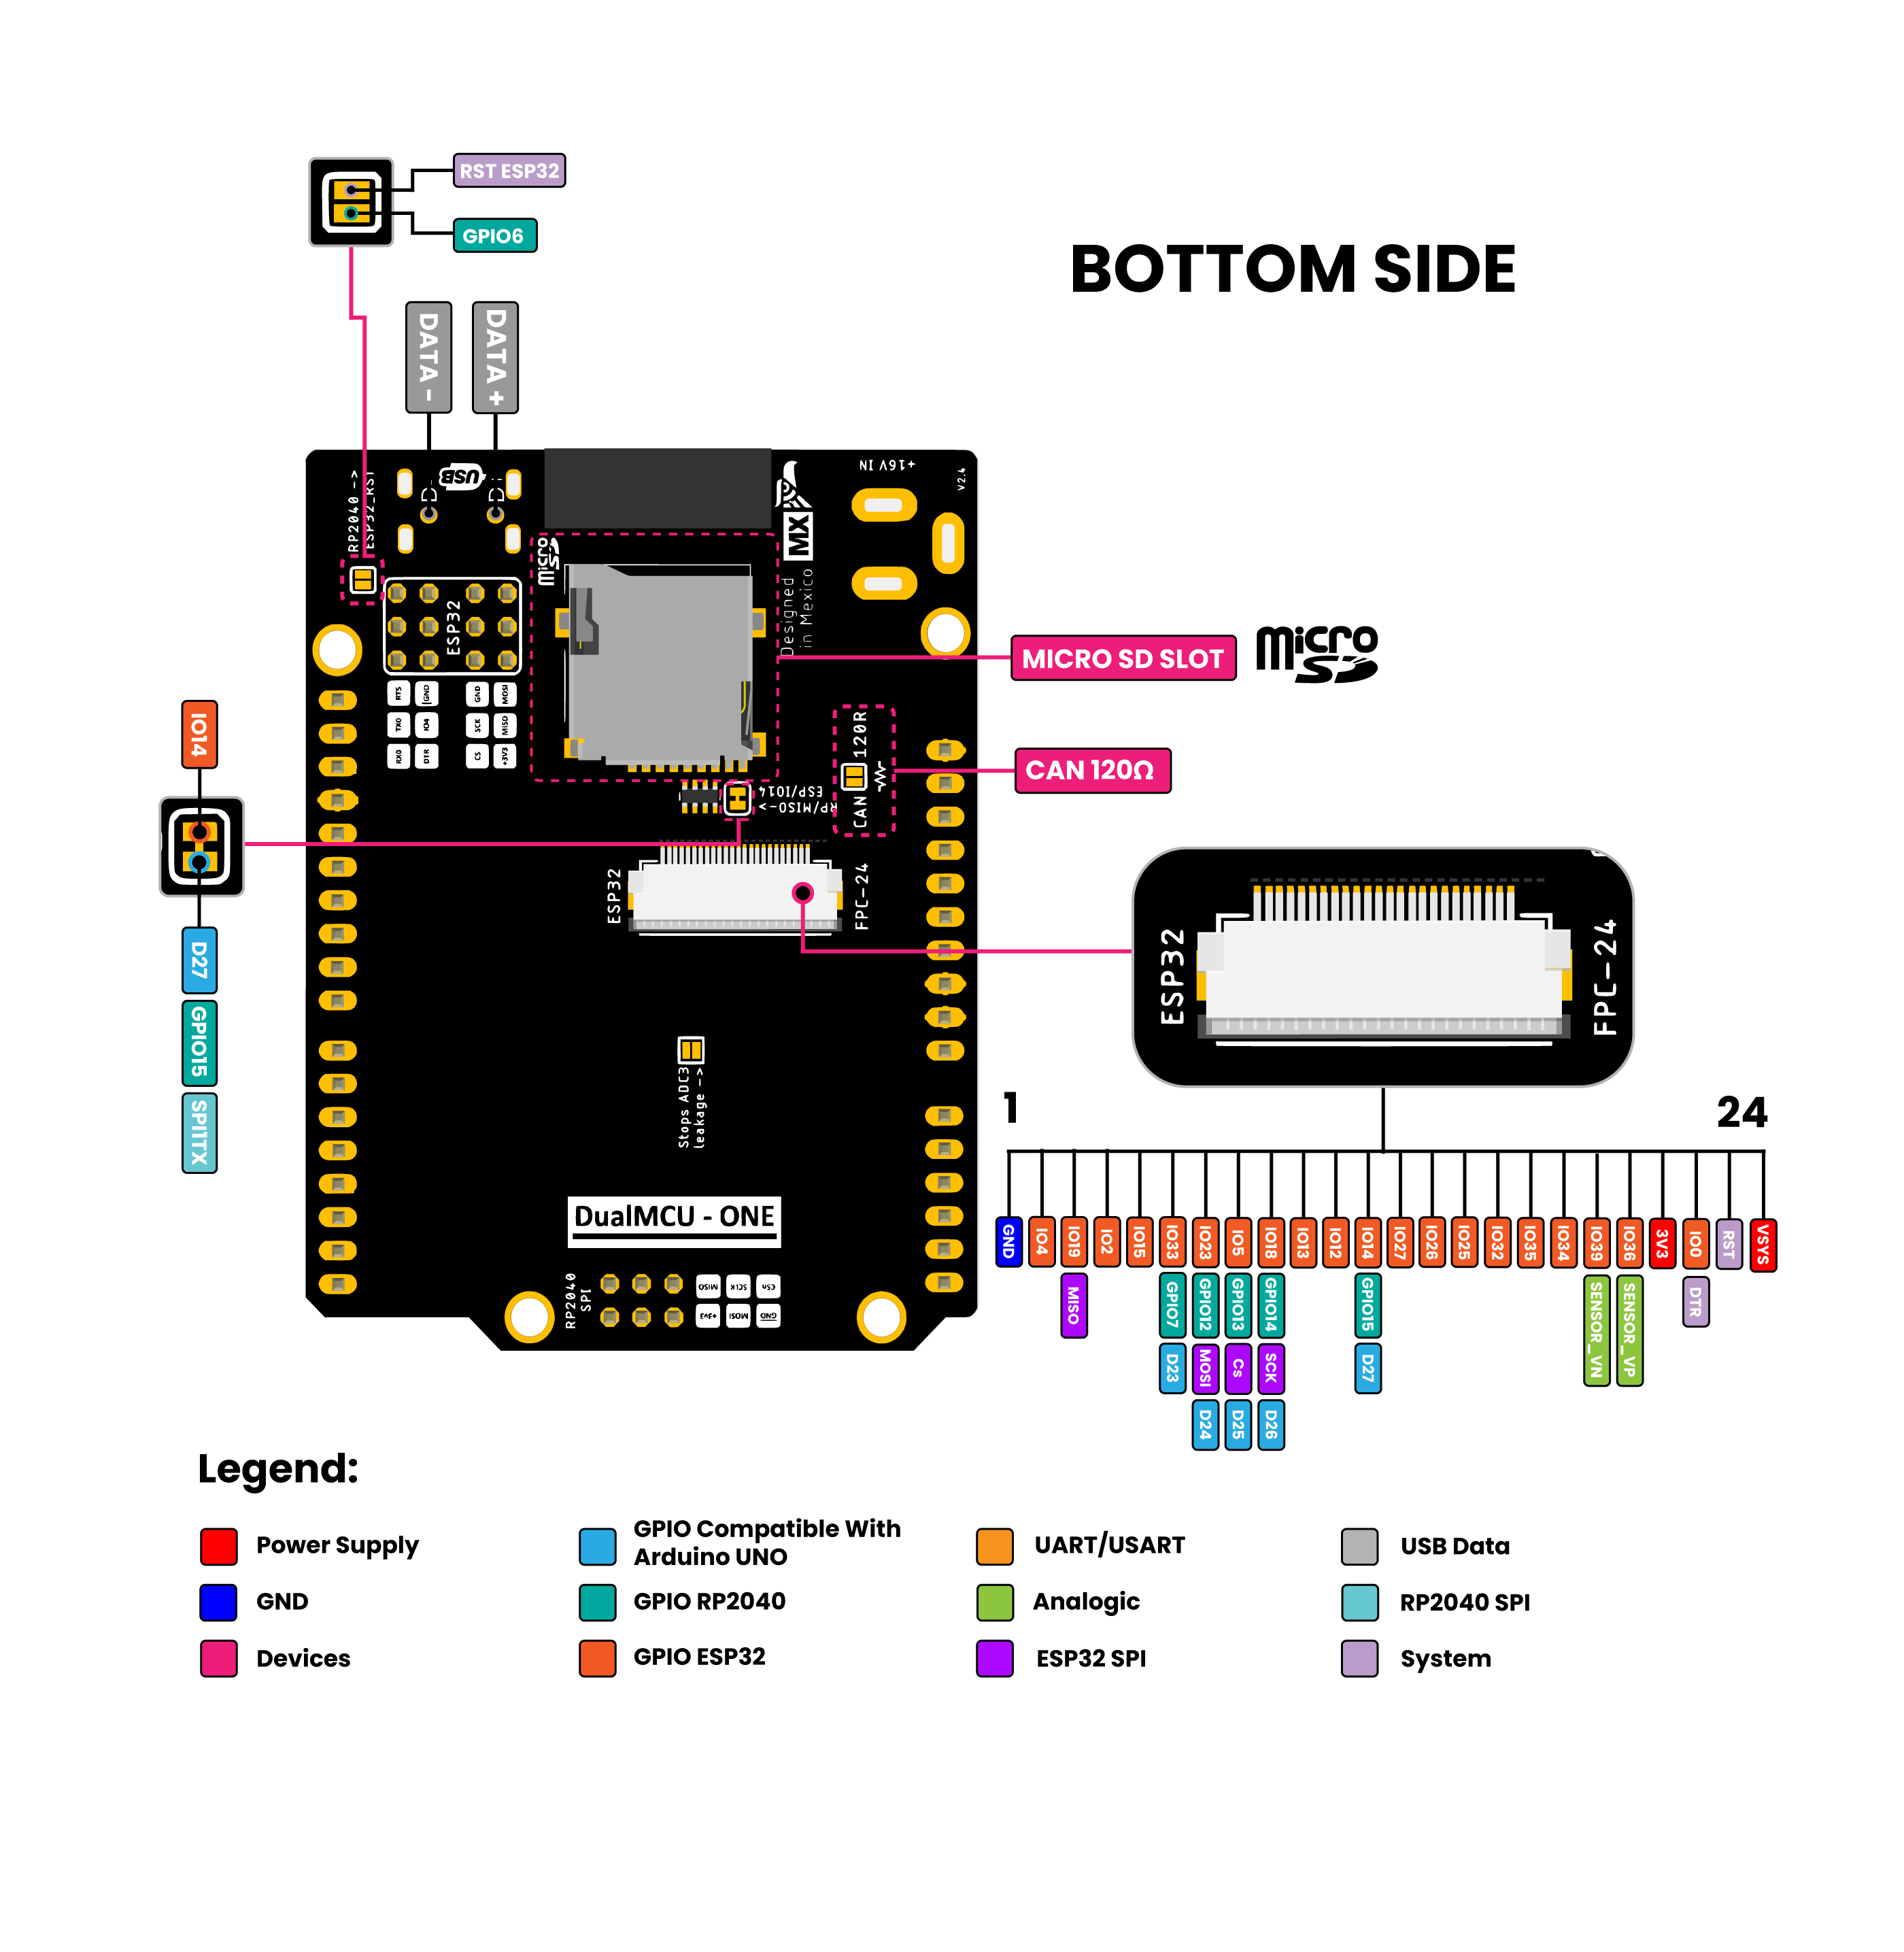 RST ESP32
GPIO6
BOTTOM SIDE
DATA -
DATA +
RP2040 ->
ESP32_RST
USB
+16V IN
V2.4
MX
Designed
in Mexico
micro
SD
ESP32
RTS
GND
GND
MOSI
TX0
IO4
SCK
MISO
RX0
DTR
CS
+3V3
MICRO SD SLOT
micro
SD
CAN 120R
CAN 120Ω
RP/MISO->
ESP/IO14
IO14
D27
GPIO15
SPI1TX
ESP32
FPC-24
ESP32
FPC-24
Stops ADC3
leakage ->
1
24
GND
IO4
IO19
IO2
IO15
IO33
IO23
IO5
IO18
IO13
IO12
IO14
IO27
IO26
IO25
IO32
IO35
IO34
IO39
IO36
3V3
IO0
RST
VSYS
MISO
GPIO7
GPIO12
GPIO13
GPIO14
GPIO15
SENSOR_VN
SENSOR_VP
DTR
D23
MOSI
Cs
SCK
D27
D24
D25
D26
DualMCU - ONE
RP2040
SPI
MISO
SCLK
CSn
+3V3
MOSI
GND
Legend:
Power Supply
GPIO Compatible With
Arduino UNO
UART/USART
USB Data
GND
GPIO RP2040
Analogic
RP2040 SPI
Devices
GPIO ESP32
ESP32 SPI
System